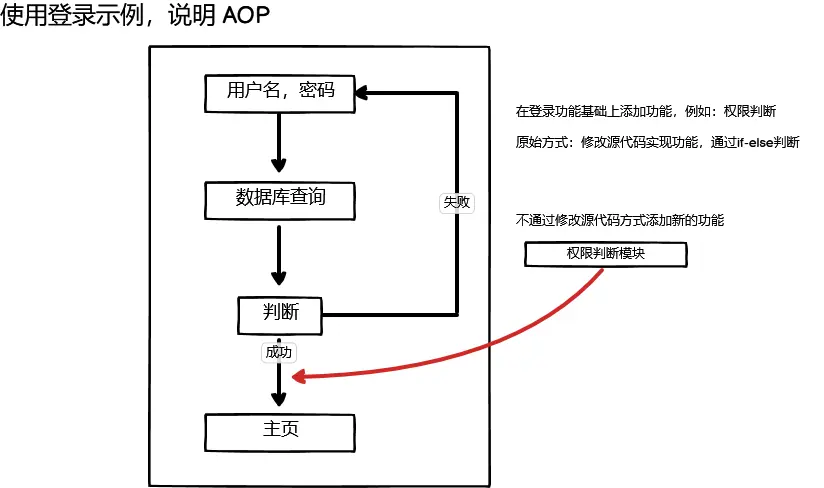 使用登录示例，说明 AOP
用户名，密码
在登录功能基础上添加功能，例如：权限判断
原始方式：修改源代码实现功能，通过if-else判断
数据库查询
失败
不通过修改源代码方式添加新的功能
权限判断模块
判断
成功
主页